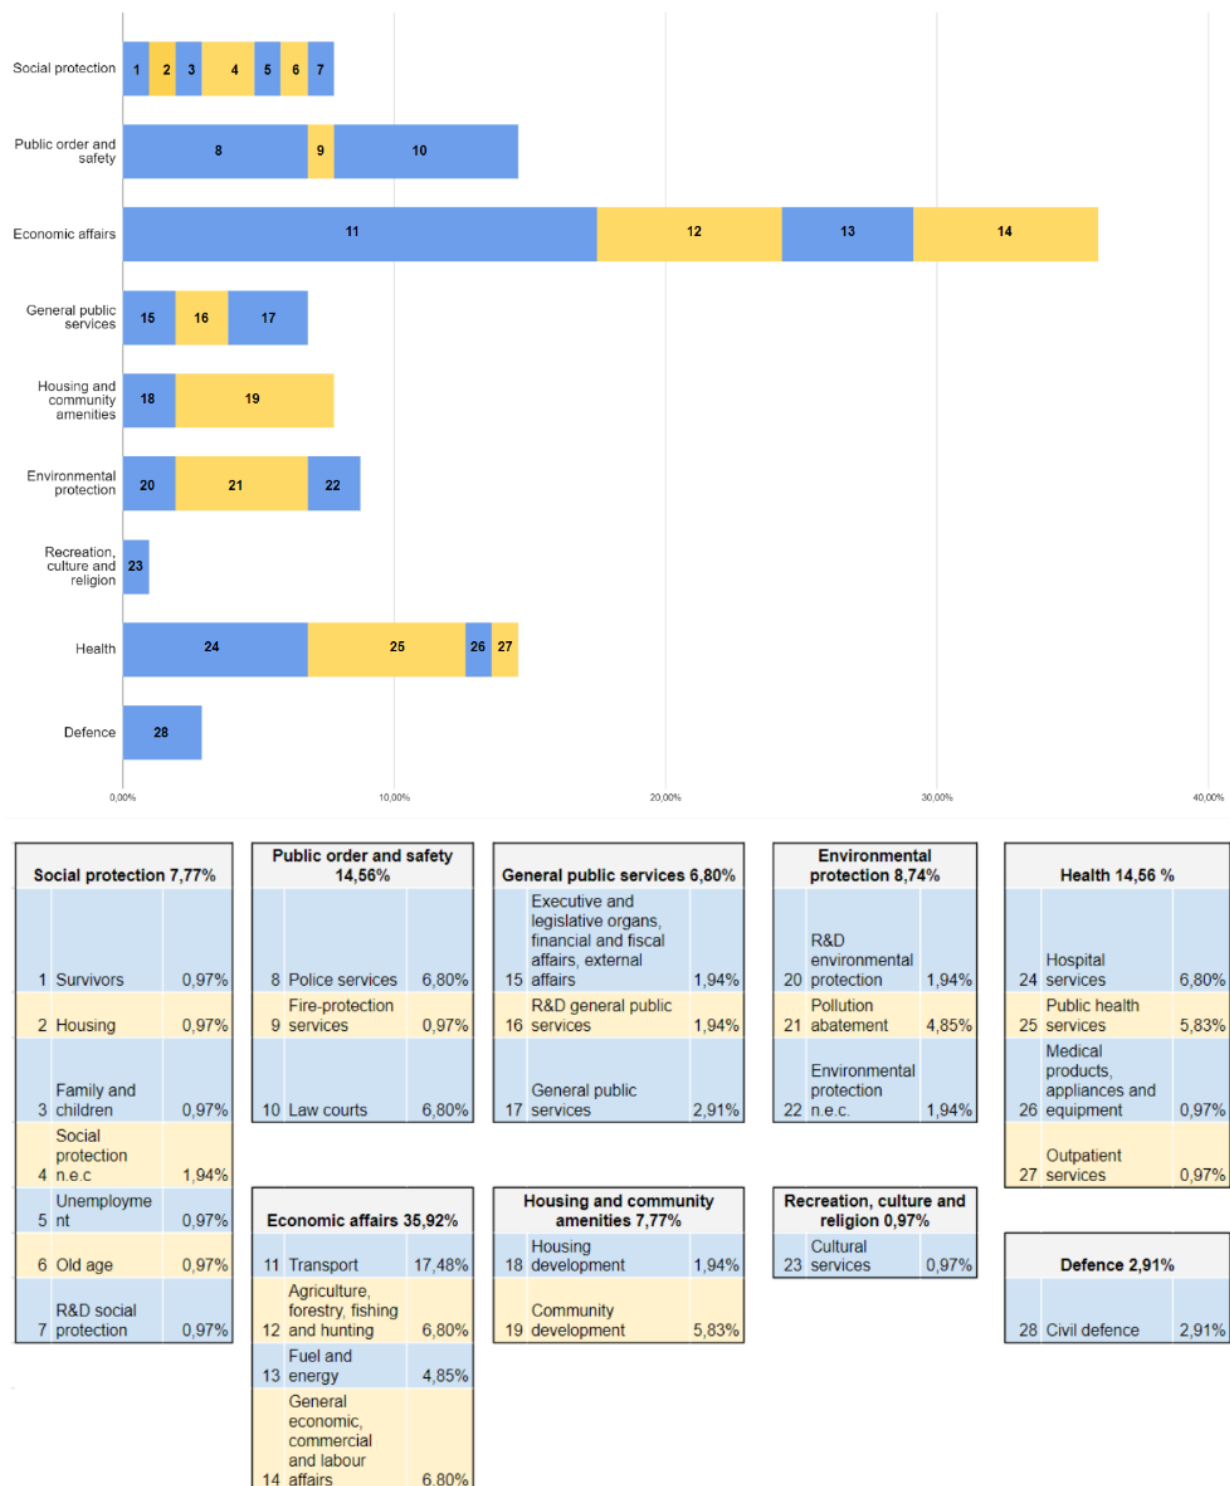 Social protection
1 2 3 4 5 6 7
Public order and
safety
8 9 10
Economic affairs
11 12 13 14
General public
services
15 16 17
Housing and
community
amenities
18 19
Environmental
protection
20 21 22
Recreation,
culture and
religion
23
Health
24 25 26 27
Defence
28
0,00% 10,00% 20,00% 30,00% 40,00%
Social protection 7,77%
1 Survivors 0,97%
2 Housing 0,97%
Family and
3 children 0,97%
Social
protection
4 n.e.c 1,94%
Unemployme
5 nt 0,97%
6 Old age 0,97%
R&D social
7 protection 0,97%
Public order and safety
14,56%
8 Police services 6,80%
Fire-protection
9 services 0,97%
10 Law courts 6,80%
Economic affairs 35,92%
11 Transport 17,48%
Agriculture,
forestry, fishing
12 and hunting 6,80%
Fuel and
13 energy 4,85%
General
economic,
commercial
and labour
14 affairs 6,80%
General public services 6,80%
Executive and
legislative organs,
financial and fiscal
affairs, external
15 affairs 1,94%
R&D general public
16 services 1,94%
General public
17 services 2,91%
Housing and community
amenities 7,77%
Housing
18 development 1,94%
Community
19 development 5,83%
Environmental
protection 8,74%
R&D
environmental
20 protection 1,94%
Pollution
21 abatement 4,85%
Environmental
protection
22 n.e.c. 1,94%
Recreation, culture and
religion 0,97%
Cultural
23 services 0,97%
Health 14,56 %
Hospital
24 services 6,80%
Public health
25 services 5,83%
Medical
products,
appliances and
26 equipment 0,97%
Outpatient
27 services 0,97%
Defence 2,91%
28 Civil defence 2,91%